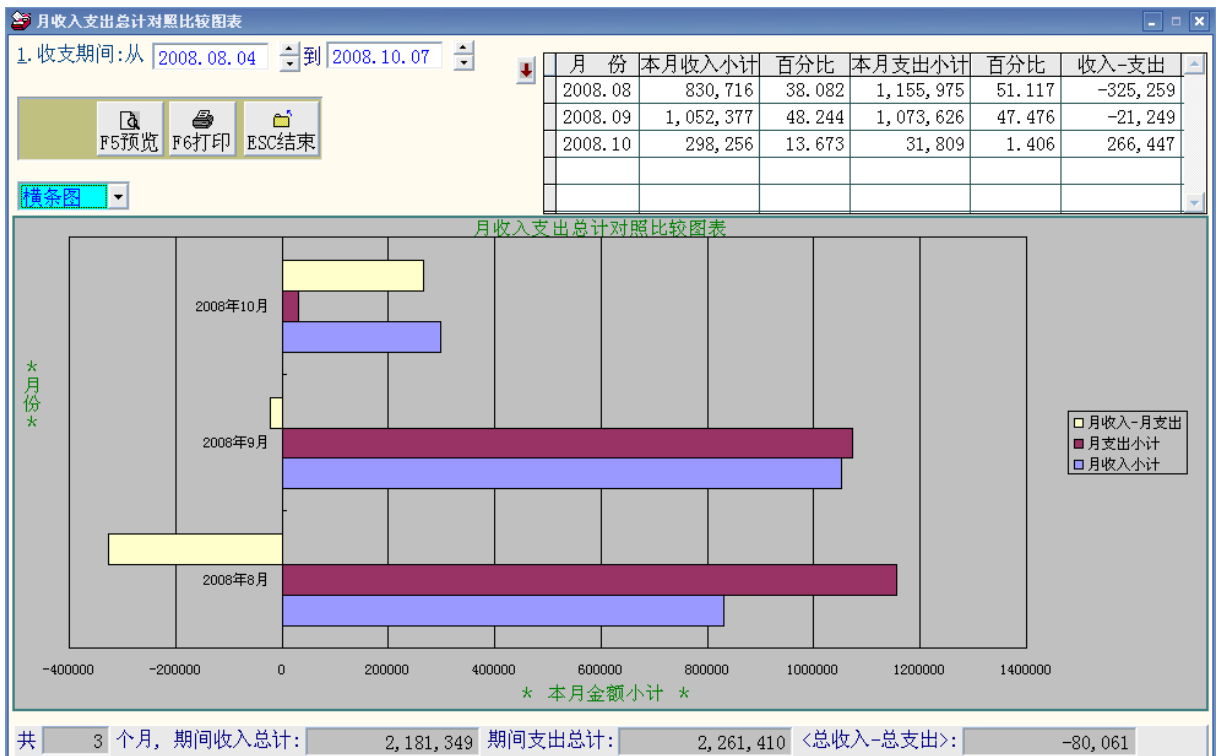 月收入支出总计对照比较图表
1.收支期间:从 2008.08.04 到 2008.10.07
F5预览 F6打印 ESC结束
横条图
月 份 本月收入小计 百分比 本月支出小计 百分比 收入-支出
2008.08 830,716 38.082 1,155,975 51.117 -325,259
2008.09 1,052,377 48.244 1,073,626 47.476 -21,249
2008.10 298,256 13.673 31,809 1.406 266,447
月收入支出总计对照比较图表
*月份*
2008年10月
2008年9月
2008年8月
月收入-月支出
月支出小计
月收入小计
-400000 -200000 0 200000 400000 600000 800000 1000000 1200000 1400000
* 本月金额小计 *
共 3 个月, 期间收入总计: 2,181,349 期间支出总计: 2,261,410 <总收入-总支出>: -80,061